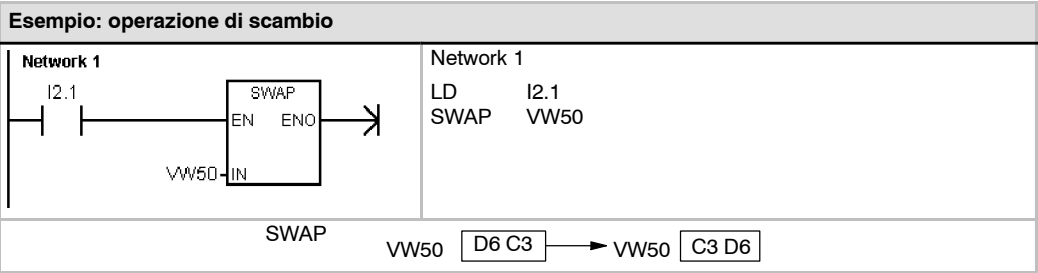 Esempio: operazione di scambio
Network 1
I2.1
SWAP
EN ENO
VW50 IN
Network 1
LD I2.1
SWAP VW50
SWAP
VW50 D6 C3 VW50 C3 D6